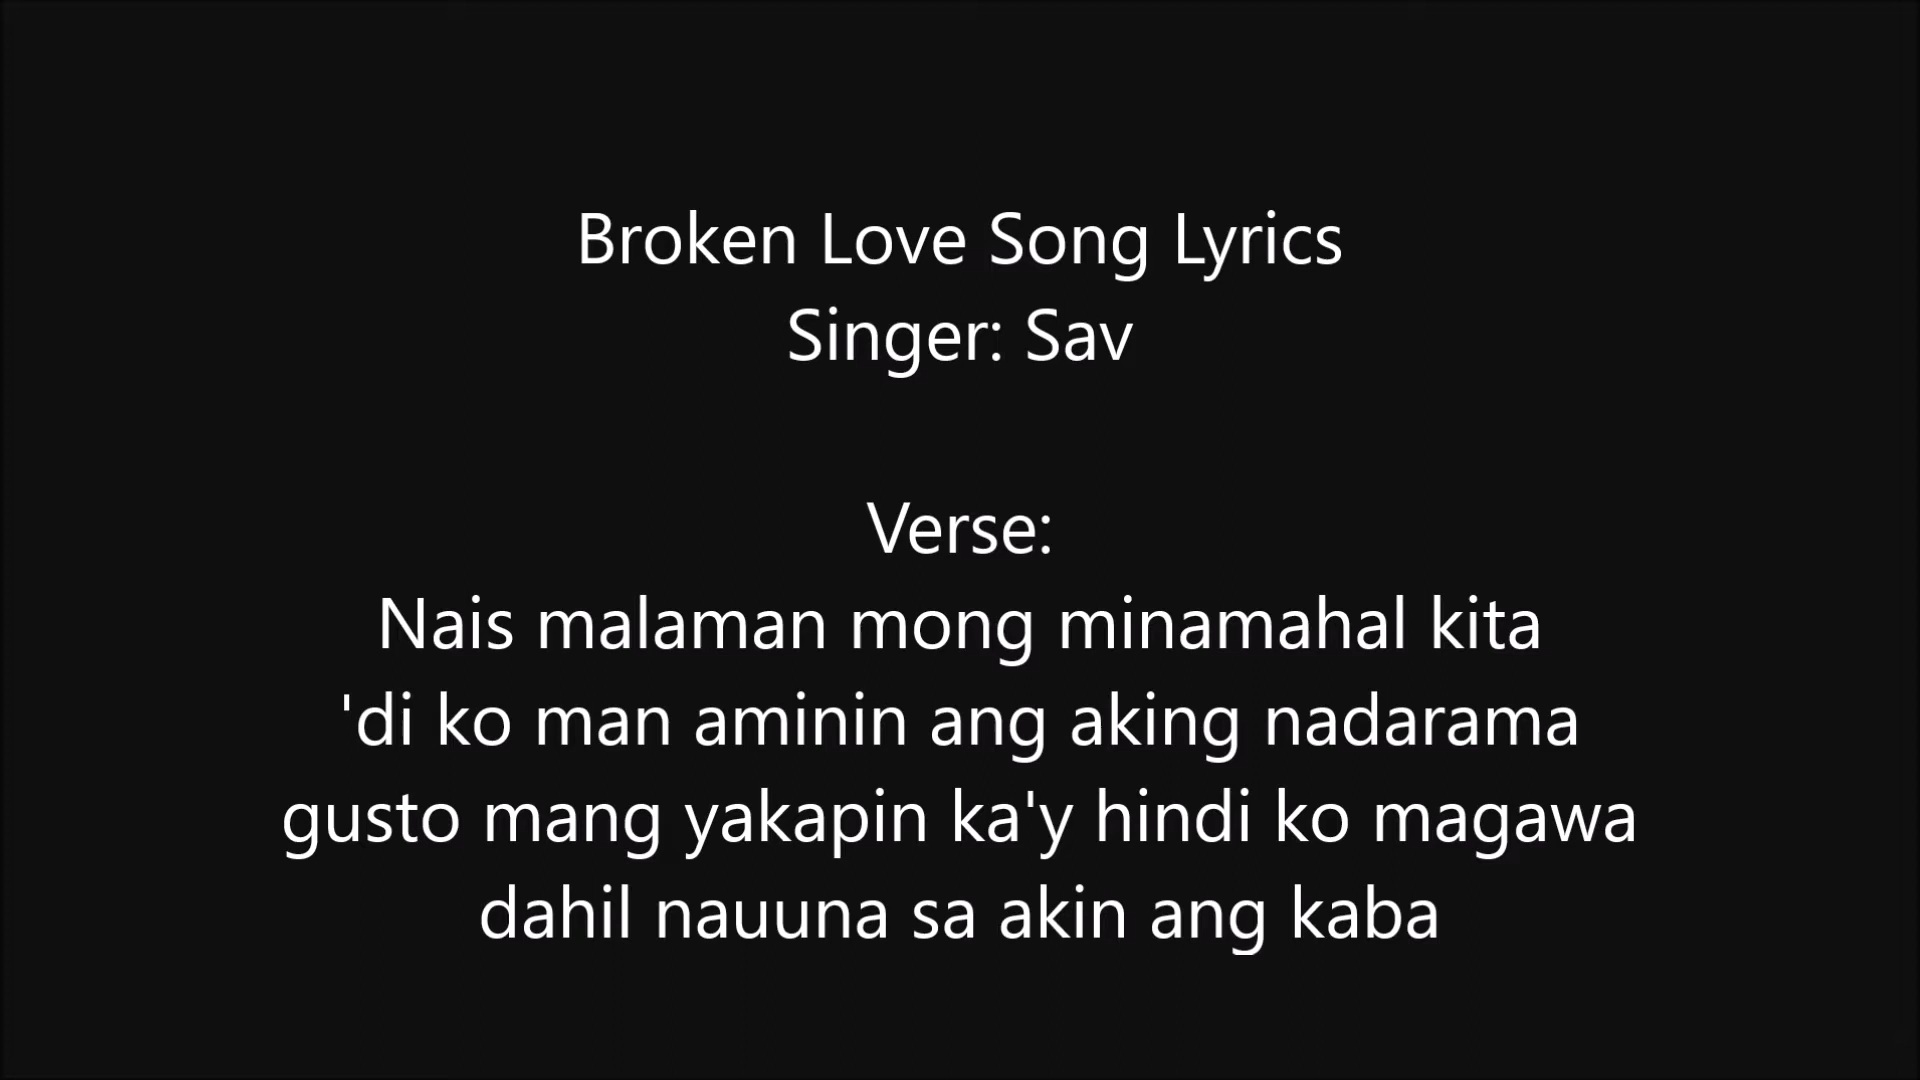 Broken Love Song Lyrics
Singer: Sav
Verse:
Nais malaman mong minamahal kita
'di ko man aminin ang aking nadarama
gusto mang yakapin ka'y hindi ko magawa
dahil nauuna sa akin ang kaba